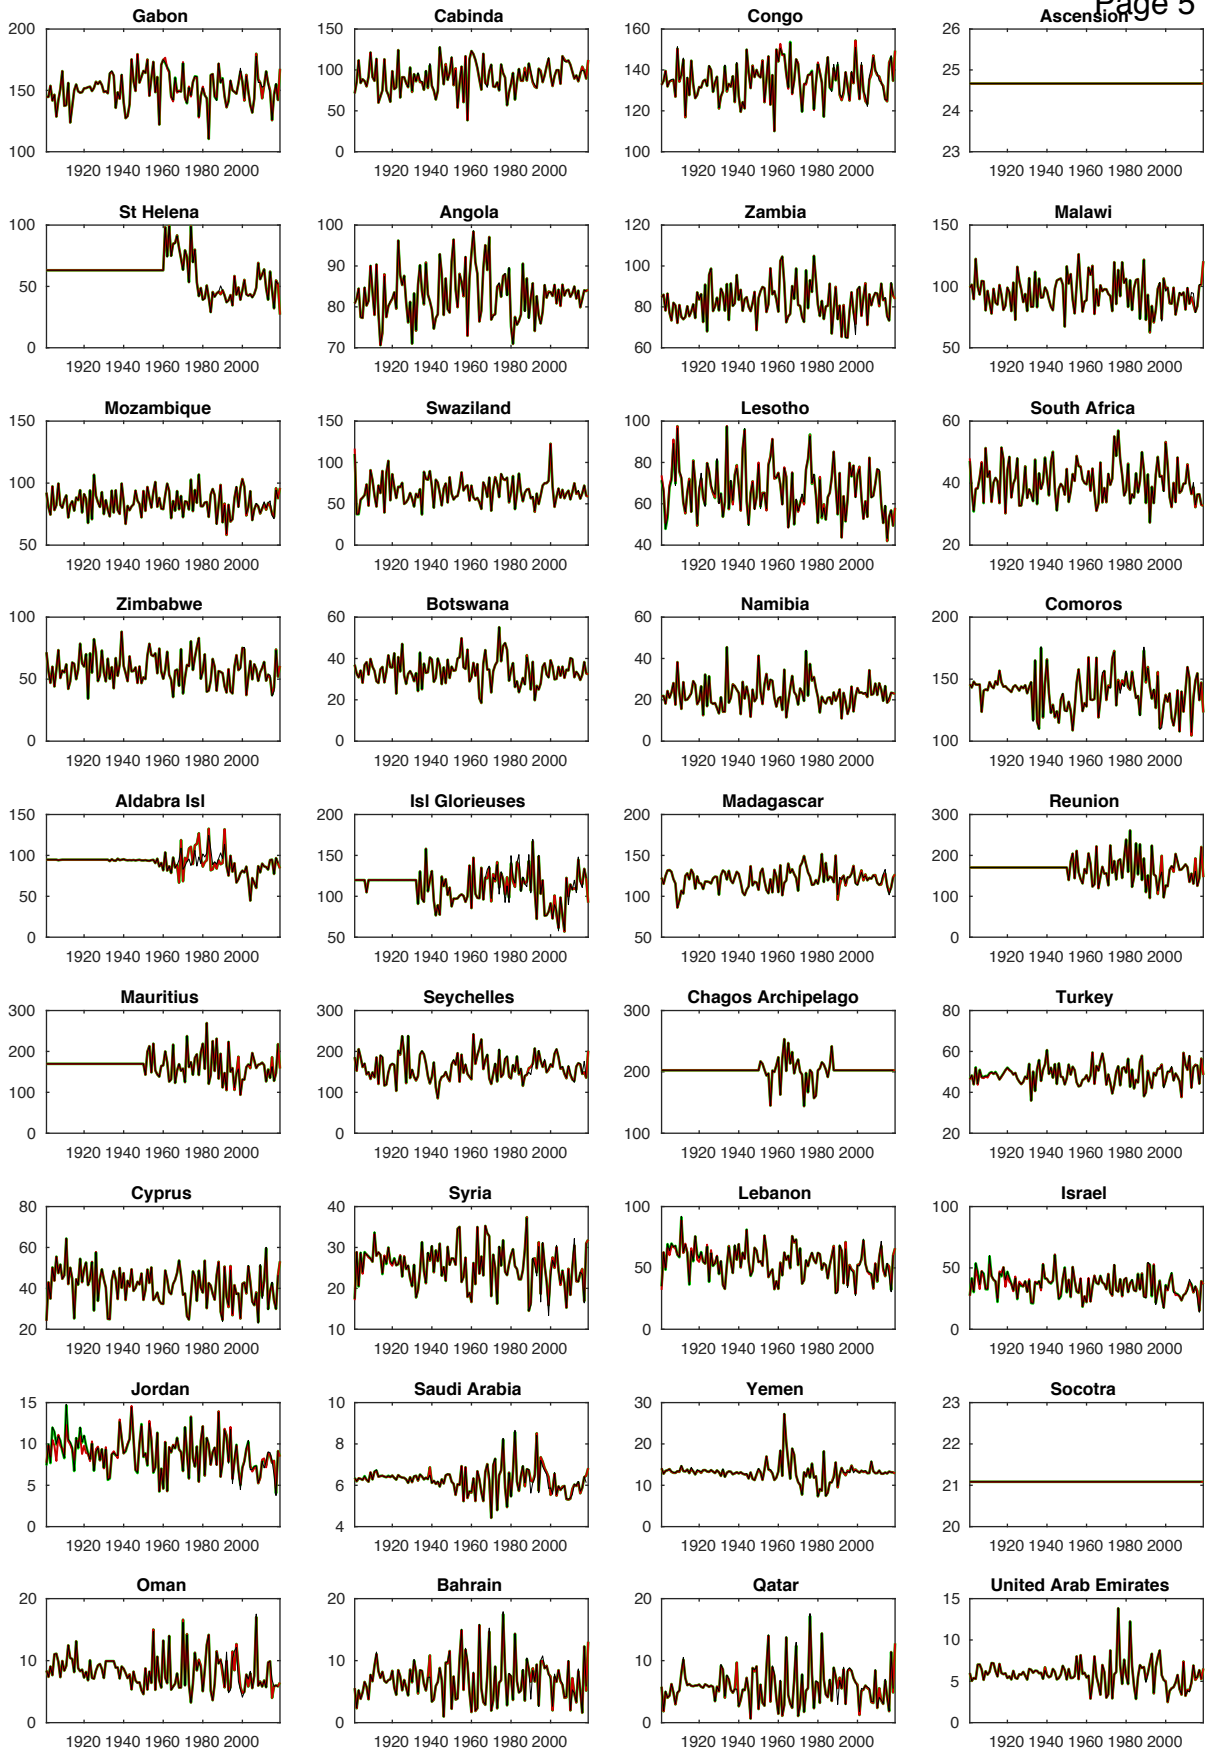 Page 5
Gabon Cabinda Congo Ascension
200 150 160 26
150 100 140 25
50 120 24
100 0 100 23
1920 1940 1960 1980 2000 1920 1940 1960 1980 2000 1920 1940 1960 1980 2000 1920 1940 1960 1980 2000
St Helena Angola Zambia Malawi
100 100 120 150
90 100
50 80 80 100
0 70 60 50
1920 1940 1960 1980 2000 1920 1940 1960 1980 2000 1920 1940 1960 1980 2000 1920 1940 1960 1980 2000
Mozambique Swaziland Lesotho South Africa
150 150 100 60
100 100 80 40
50 60
50 0 40 20
1920 1940 1960 1980 2000 1920 1940 1960 1980 2000 1920 1940 1960 1980 2000 1920 1940 1960 1980 2000
Zimbabwe Botswana Namibia Comoros
100 60 60 200
50 40 40 150
20 20
0 0 0 100
1920 1940 1960 1980 2000 1920 1940 1960 1980 2000 1920 1940 1960 1980 2000 1920 1940 1960 1980 2000
Aldabra Isl Isl Glorieuses Madagascar Reunion
150 200 200 300
100 150 150 200
50 100 100 100
0 50 50 0
1920 1940 1960 1980 2000 1920 1940 1960 1980 2000 1920 1940 1960 1980 2000 1920 1940 1960 1980 2000
Mauritius Seychelles Chagos Archipelago Turkey
300 300 300 80
200 200 200 60
100 100 40
0 0 100 20
1920 1940 1960 1980 2000 1920 1940 1960 1980 2000 1920 1940 1960 1980 2000 1920 1940 1960 1980 2000
Cyprus Syria Lebanon Israel
80 40 100 100
60 30 50 50
40 20
20 10 0 0
1920 1940 1960 1980 2000 1920 1940 1960 1980 2000 1920 1940 1960 1980 2000 1920 1940 1960 1980 2000
Jordan Saudi Arabia Yemen Socotra
15 10 30 23
10 8 20 22
5 6 10 21
0 4 0 20
1920 1940 1960 1980 2000 1920 1940 1960 1980 2000 1920 1940 1960 1980 2000 1920 1940 1960 1980 2000
Oman Bahrain Qatar United Arab Emirates
20 20 20 15
10 10 10 10
5
0 0 0 0
1920 1940 1960 1980 2000 1920 1940 1960 1980 2000 1920 1940 1960 1980 2000 1920 1940 1960 1980 2000